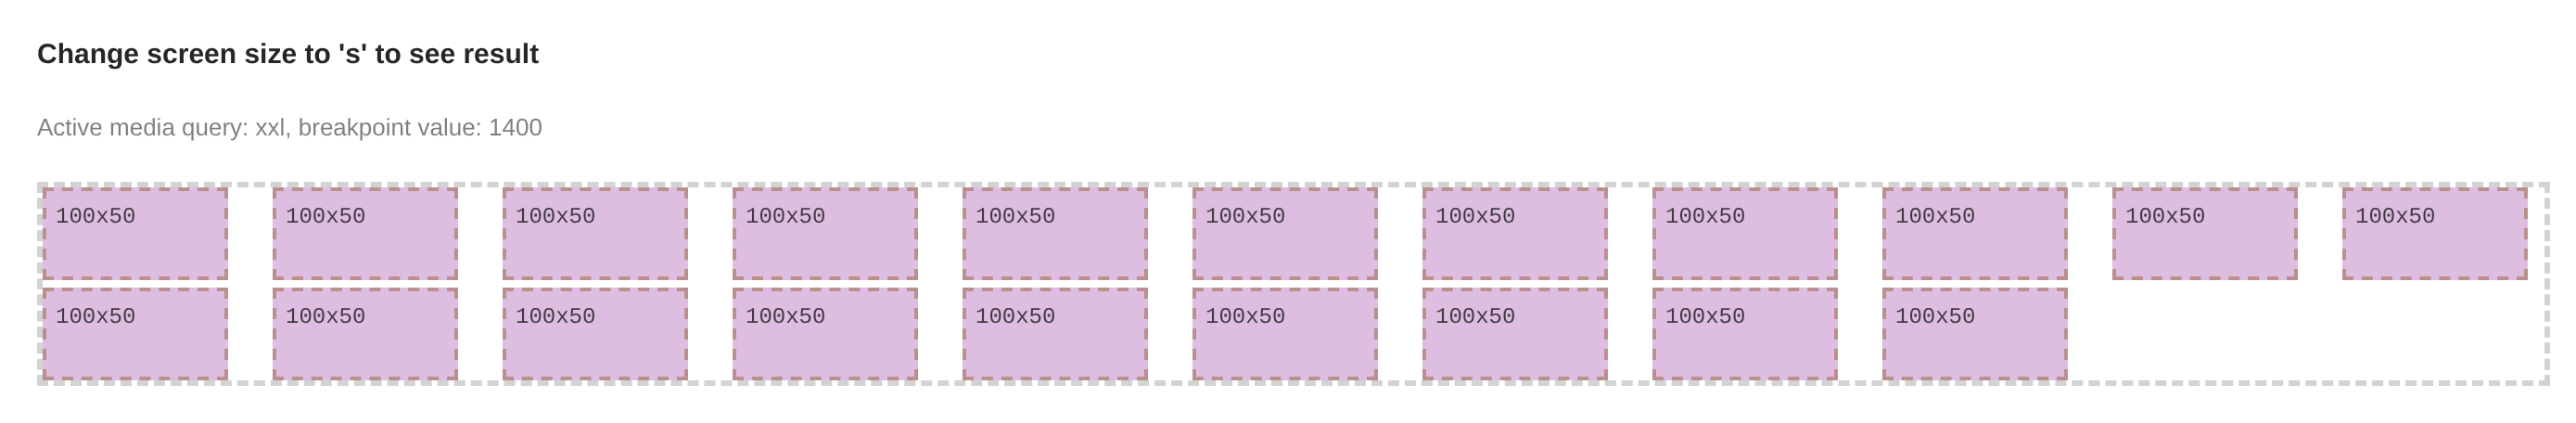 Change screen size to 's' to see result
Active media query: xxl, breakpoint value: 1400
100x50 100x50 100x50 100x50 100x50 100x50 100x50 100x50 100x50 100x50 100x50
100x50 100x50 100x50 100x50 100x50 100x50 100x50 100x50 100x50